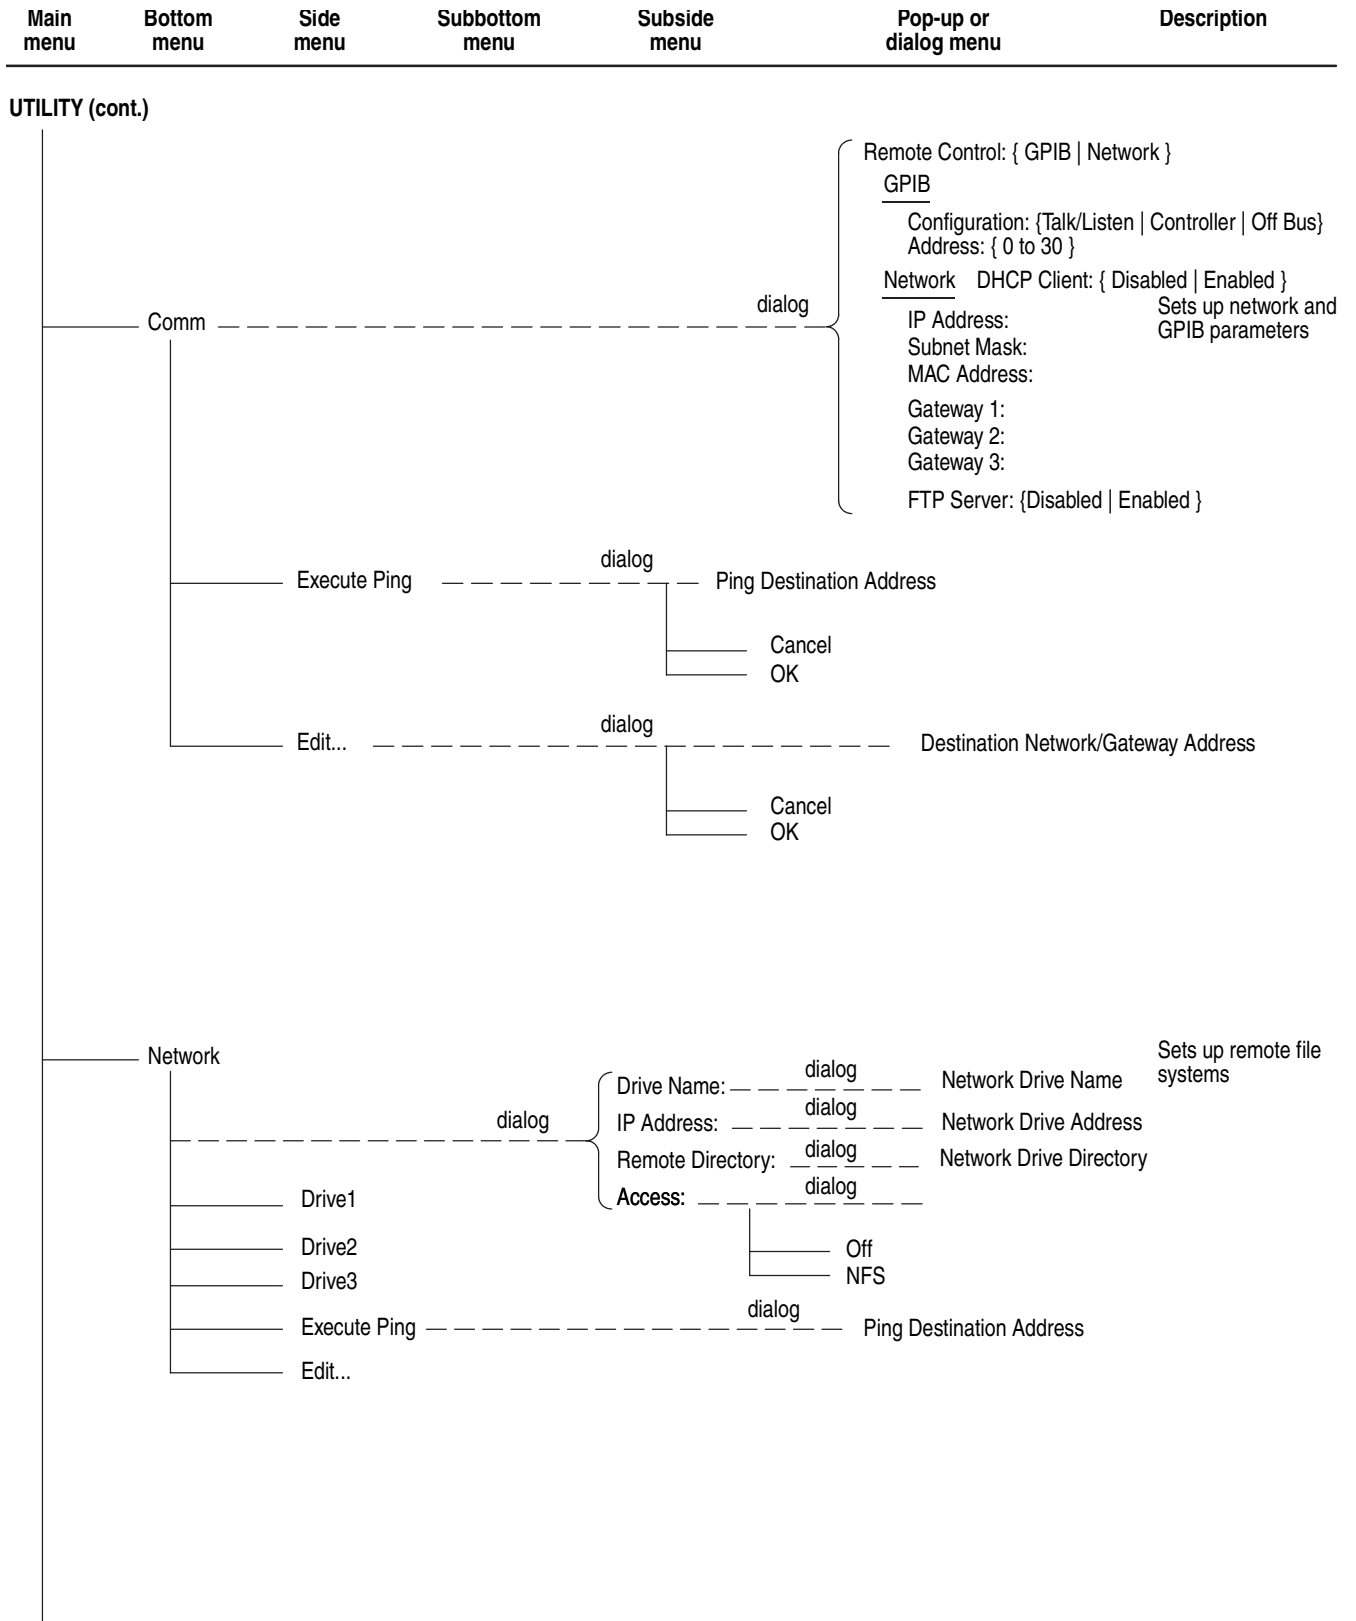 Main menu
Bottom menu
Side menu
Subbottom menu
Subside menu
Pop-up or dialog menu
Description
UTILITY (cont.)
Remote Control: { GPIB | Network }
GPIB
Configuration: {Talk/Listen | Controller | Off Bus}
Address: { 0 to 30 }
Network DHCP Client: { Disabled | Enabled }
Comm
dialog
IP Address:
Subnet Mask:
MAC Address:
Gateway 1:
Gateway 2:
Gateway 3:
FTP Server: {Disabled | Enabled }
Sets up network and
GPIB parameters
Execute Ping
dialog
Ping Destination Address
Cancel
OK
Edit...
dialog
Destination Network/Gateway Address
Cancel
OK
Network
Sets up remote file
systems
dialog
Drive Name:
dialog
Network Drive Name
IP Address:
dialog
Network Drive Address
Remote Directory:
dialog
Network Drive Directory
Access:
dialog
Off
NFS
Drive1
Drive2
Drive3
Execute Ping
dialog
Ping Destination Address
Edit...